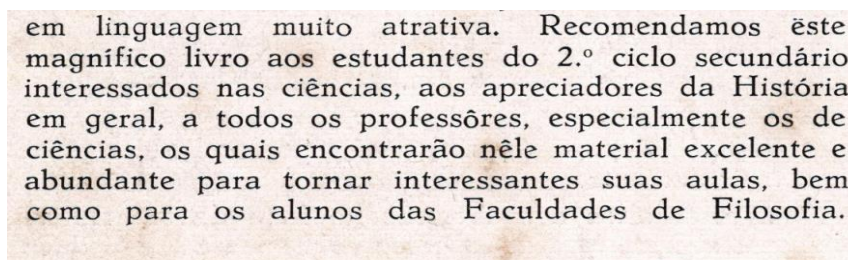 em linguagem muito atrativa. Recomendamos ëste
magnífico livro aos estudantes do 2.º ciclo secundário
interessados nas ciências, aos apreciadores da História
em geral, a todos os professôres, especialmente os de
ciências, os quais encontrarão nêle material excelente e
abundante para tornar interessantes suas aulas, bem
como para os alunos das Faculdades de Filosofia.